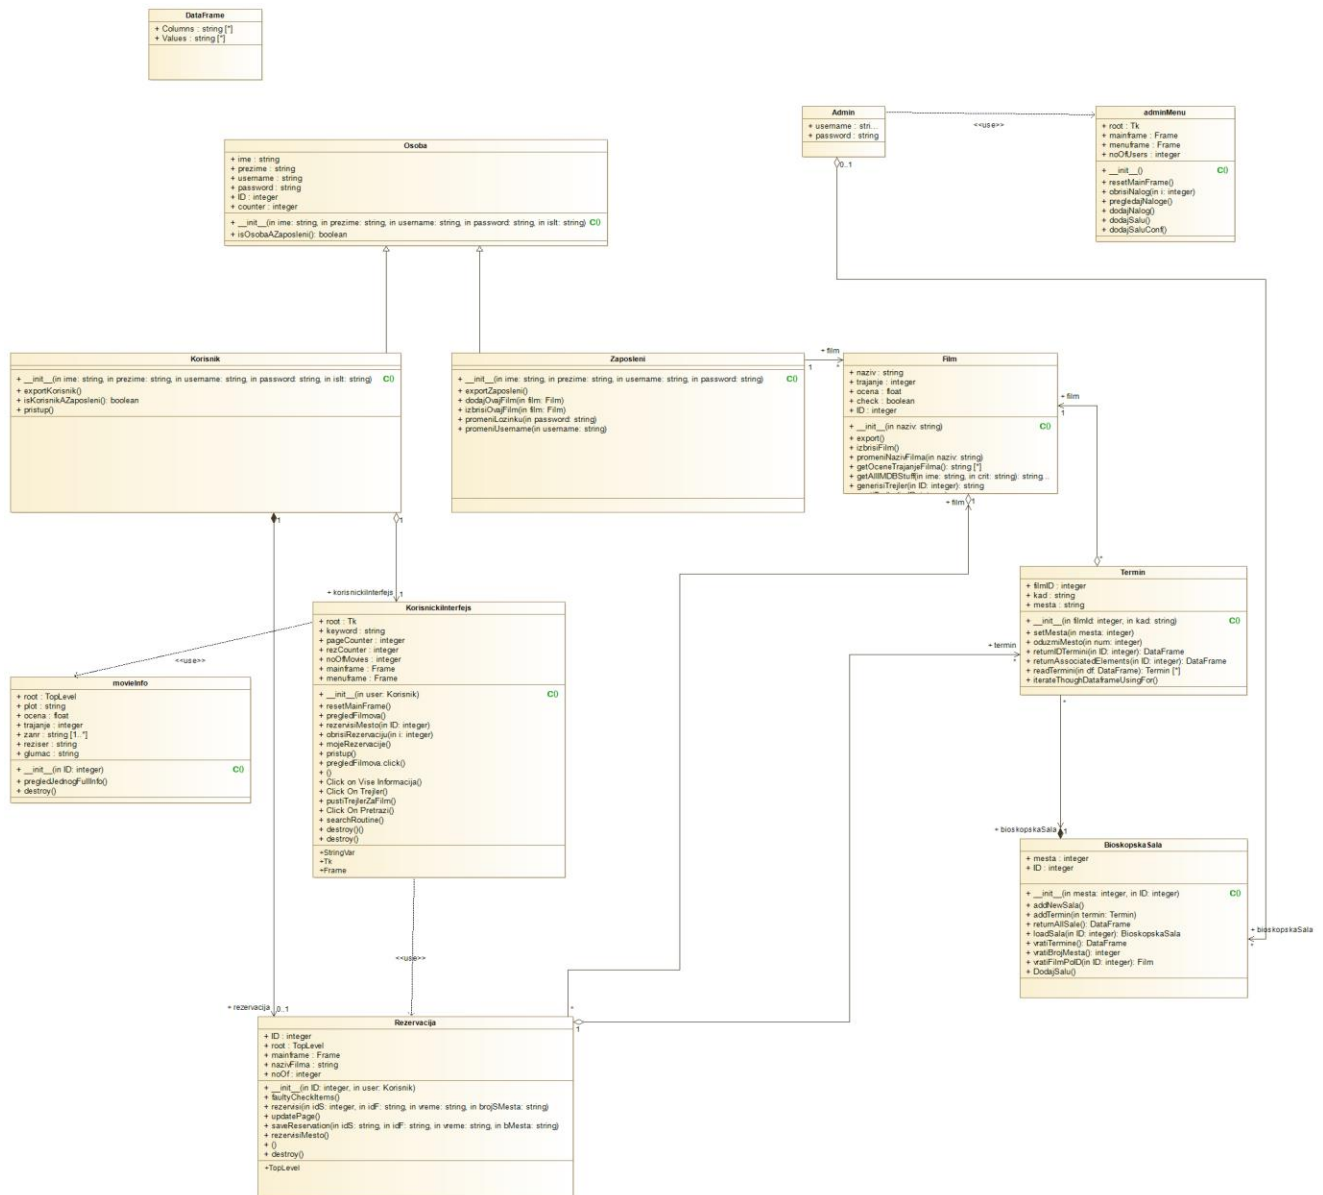 DataFrame
+ Columns : string [*]
+ Values : string [*]
Admin
+ username : stri...
+ password : string
0..1
<<use>>
adminMenu
+ root : Tk
+ mainframe : Frame
+ menuframe : Frame
+ noOfUsers : integer
+ __init__()
C()
+ resetMainFrame()
+ obrisiNalog(in i: integer)
+ pregledajNaloge()
+ dodajNalog()
+ dodajSalu()
+ dodajSaluConf()
Osoba
+ ime : string
+ prezime : string
+ username : string
+ password : string
+ ID : integer
+ counter : integer
+ __init__(in ime: string, in prezime: string, in username: string, in password: string, in isIt: string) C()
+ isOsobaAZaposleni(): boolean
Korisnik
+ __init__(in ime: string, in prezime: string, in username: string, in password: string, in isIt: string) C()
+ exportKorisnik()
+ isKorisnikAZaposleni(): boolean
+ pristup()
1
1
Zaposleni
+ __init__(in ime: string, in prezime: string, in username: string, in password: string) C()
+ exportZaposleni()
+ dodajOvajFilm(in film: Film)
+ izbrisiOvajFilm(in film: Film)
+ promeniLozinku(in password: string)
+ promeniUsername(in username: string)
+ film
1
*
Film
+ naziv : string
+ trajanje : integer
+ ocena : float
+ check : boolean
+ ID : integer
+ __init__(in naziv: string) C()
+ export()
+ izbrisiFilm()
+ promeniNazivFilma(in naziv: string)
+ getOceneTrajanjeFilma(): string [*]
+ getAllIMDBStuff(in ime: string, in crit: string): string...
+ generisiTrejler(in ID: integer): string
+ film
1
+ film
1
*
Termin
+ filmID : integer
+ kad : string
+ mesta : string
+ __init__(in filmId: integer, in kad: string) C()
+ setMesta(in mesta: integer)
+ oduzmiMesto(in num: integer)
+ returnIDTermini(in ID: integer): DataFrame
+ returnAssociatedElements(in ID: integer): DataFrame
+ readTermini(in df: DataFrame): Termin [*]
+ iterateThoughDataframeUsingFor()
+ termin
*
*
+ korisnickiInterfejs
1
KorisnickiInterfejs
+ root : Tk
+ keyword : string
+ pageCounter : integer
+ rezCounter : integer
+ noOfMovies : integer
+ mainframe : Frame
+ menuframe : Frame
+ __init__(in user: Korisnik) C()
+ resetMainFrame()
+ pregledFilmova()
+ rezervisiMesto(in ID: integer)
+ obrisiRezervaciju(in i: integer)
+ mojeRezervacije()
+ pristup()
+ pregledFilmova.click()
+ ()
+ Click on Vise Informacija()
+ Click On Trejler()
+ pustiTrejlerZaFilm()
+ Click On Pretrazi()
+ searchRoutine()
+ destroy()()
+ destroy()
+StringVar
+Tk
+Frame
<<use>>
movieInfo
+ root : TopLevel
+ plot : string
+ ocena : float
+ trajanje : integer
+ zanr : string [1..*]
+ reziser : string
+ glumac : string
+ __init__(in ID: integer) C()
+ pregledJednogFullInfo()
+ destroy()
+ bioskopskaSala
1
BioskopskaSala
+ mesta : integer
+ ID : integer
+ __init__(in mesta: integer, in ID: integer) C()
+ addNewSala()
+ addTermin(in termin: Termin)
+ returnAllSale(): DataFrame
+ loadSala(in ID: integer): BioskopskaSala
+ vratiTermine(): DataFrame
+ vratiBrojMesta(): integer
+ vratiFilmPoID(in ID: integer): Film
+ DodajSalu()
+ bioskopskaSala
*
<<use>>
+ rezervacija
0..1
*
1
Rezervacija
+ ID : integer
+ root : TopLevel
+ mainframe : Frame
+ nazivFilma : string
+ noOf : integer
+ __init__(in ID: integer, in user: Korisnik)
+ faultyCheckItems()
+ rezervisi(in idS: integer, in idF: string, in vreme: string, in brojSMesta: string)
+ updatePage()
+ saveReservation(in idS: string, in idF: string, in vreme: string, in bMesta: string)
+ rezervisiMesto()
+ ()
+ destroy()
+TopLevel